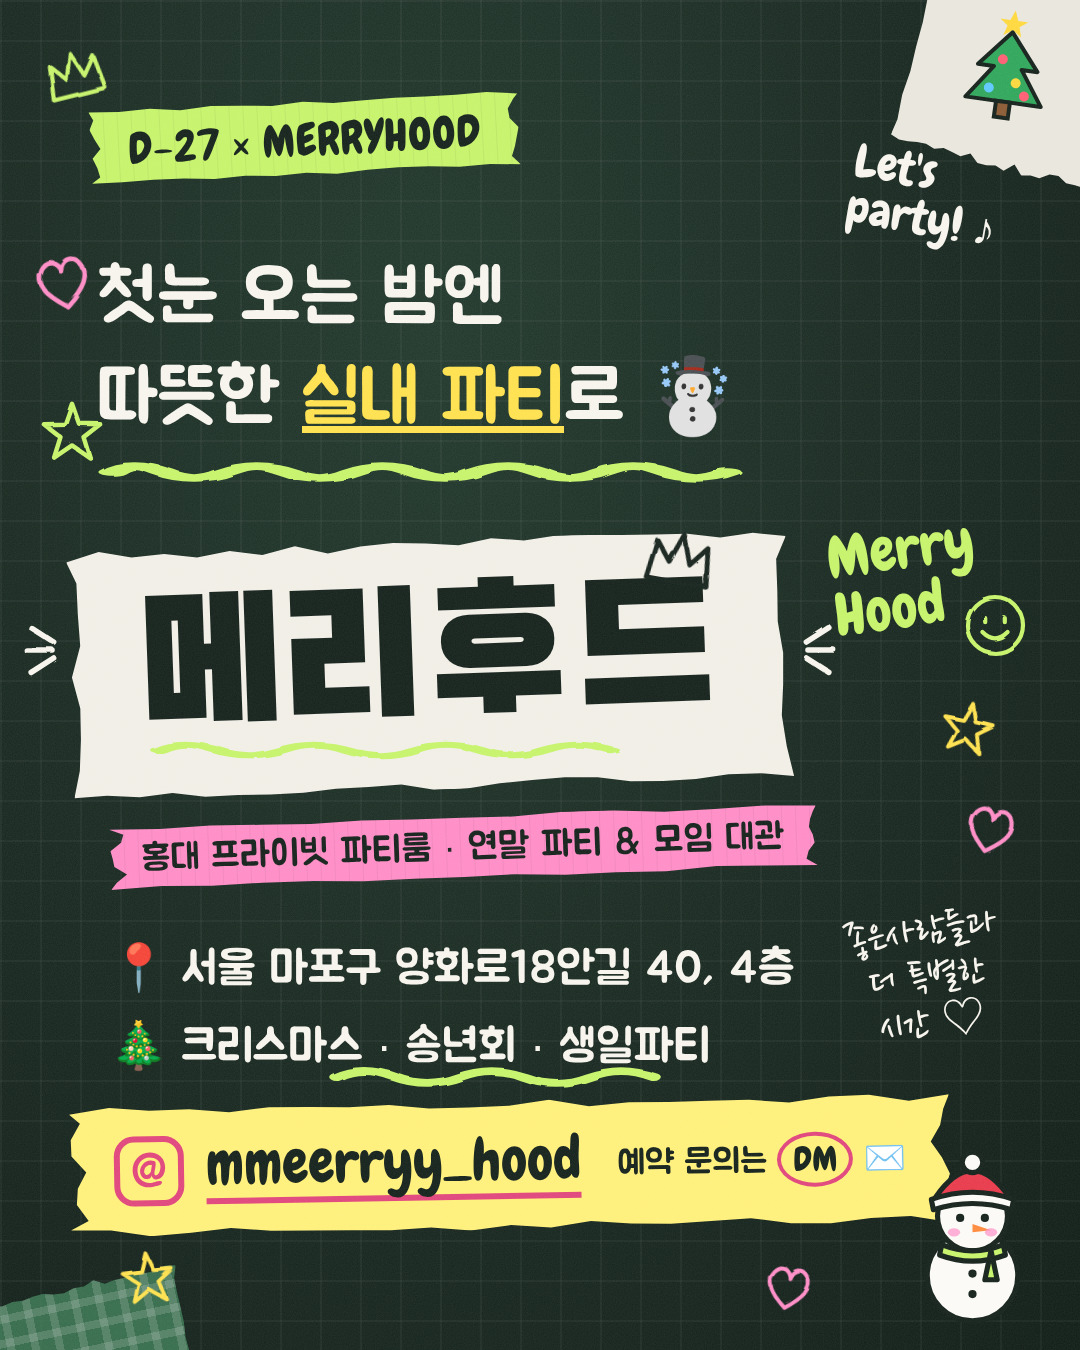 D-27 × MERRYHOOD
Let's
party! ♪
첫눈 오는 밤엔
따뜻한 실내 파티로
메리후드
Merry
Hood
홍대 프라이빗 파티룸 · 연말 파티 & 모임 대관
서울 마포구 양화로18안길 40, 4층
크리스마스 · 송년회 · 생일파티
좋은사람들과
더 특별한
시간 ♡
@ mmeerryy_hood 예약 문의는 DM